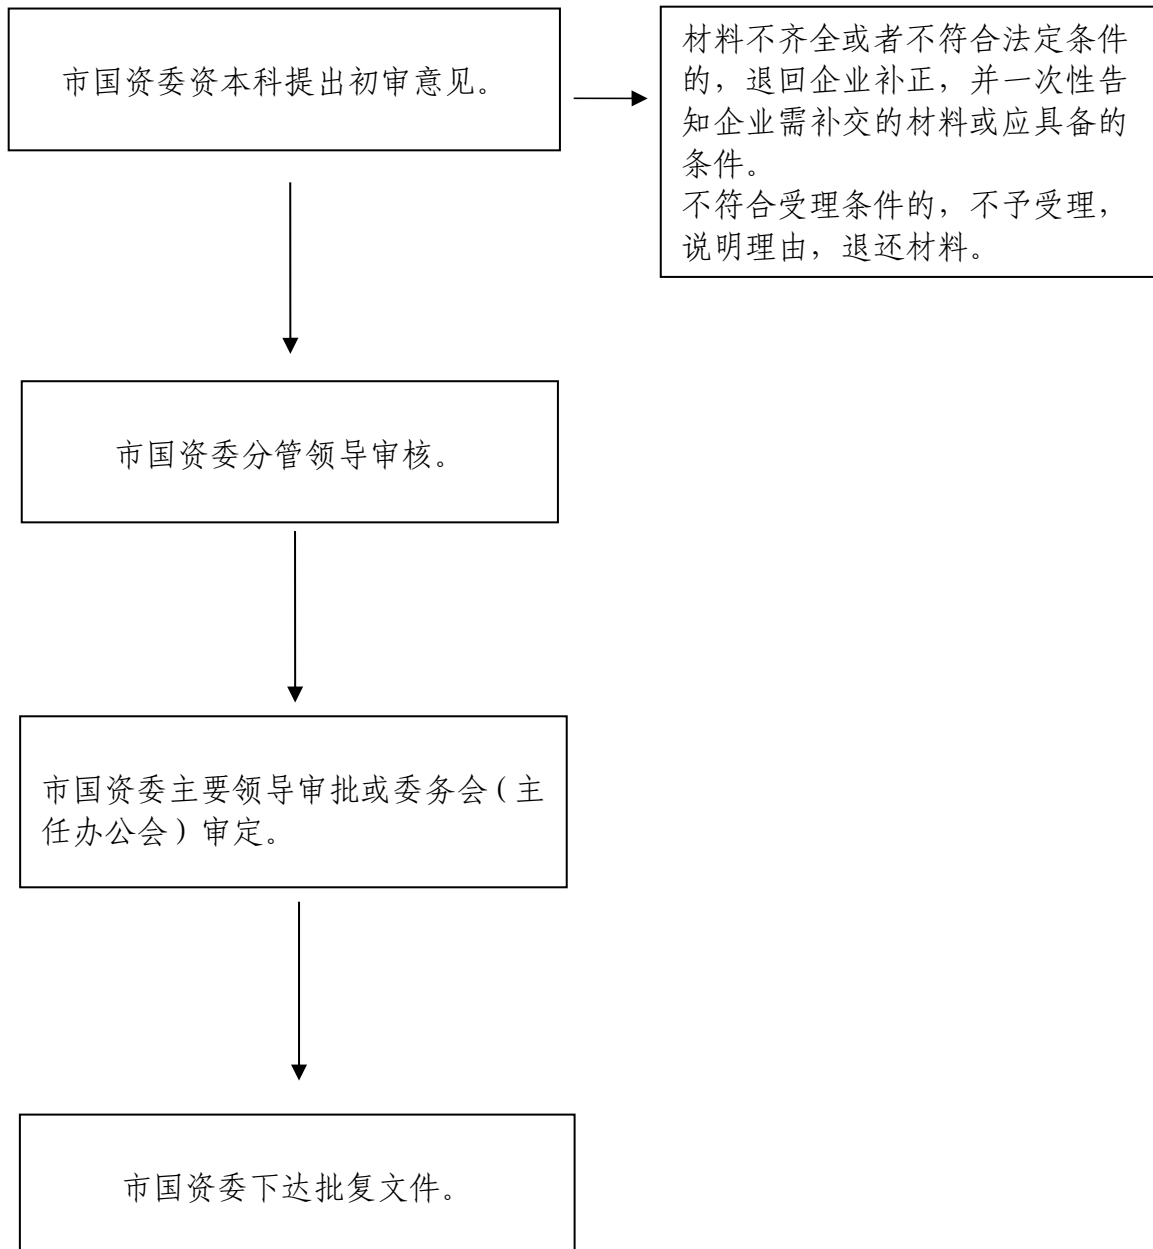 市国资委资本科提出初审意见。
材料不齐全或者不符合法定条件
的，退回企业补正，并一次性告
知企业需补交的材料或应具备的
条件。
不符合受理条件的，不予受理，
说明理由，退还材料。
市国资委分管领导审核。
市国资委主要领导审批或委务会（主
任办公会）审定。
市国资委下达批复文件。